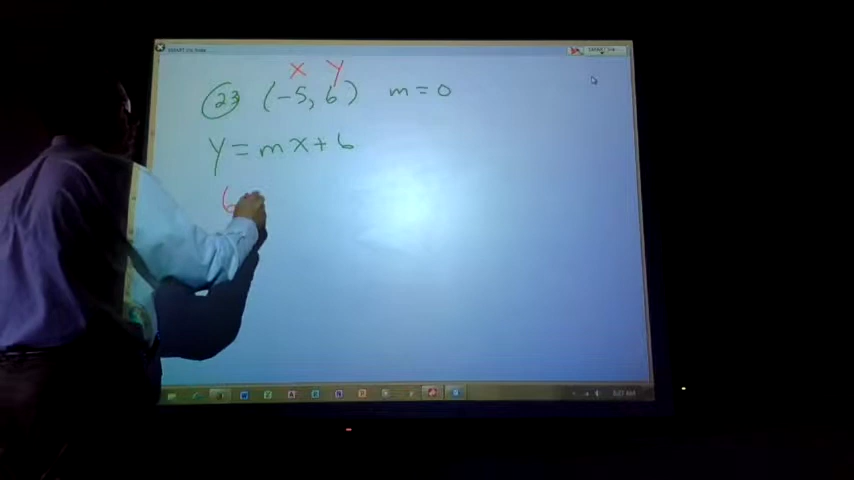 x y
23 (-5, 6) m = 0
y = mx + b
6